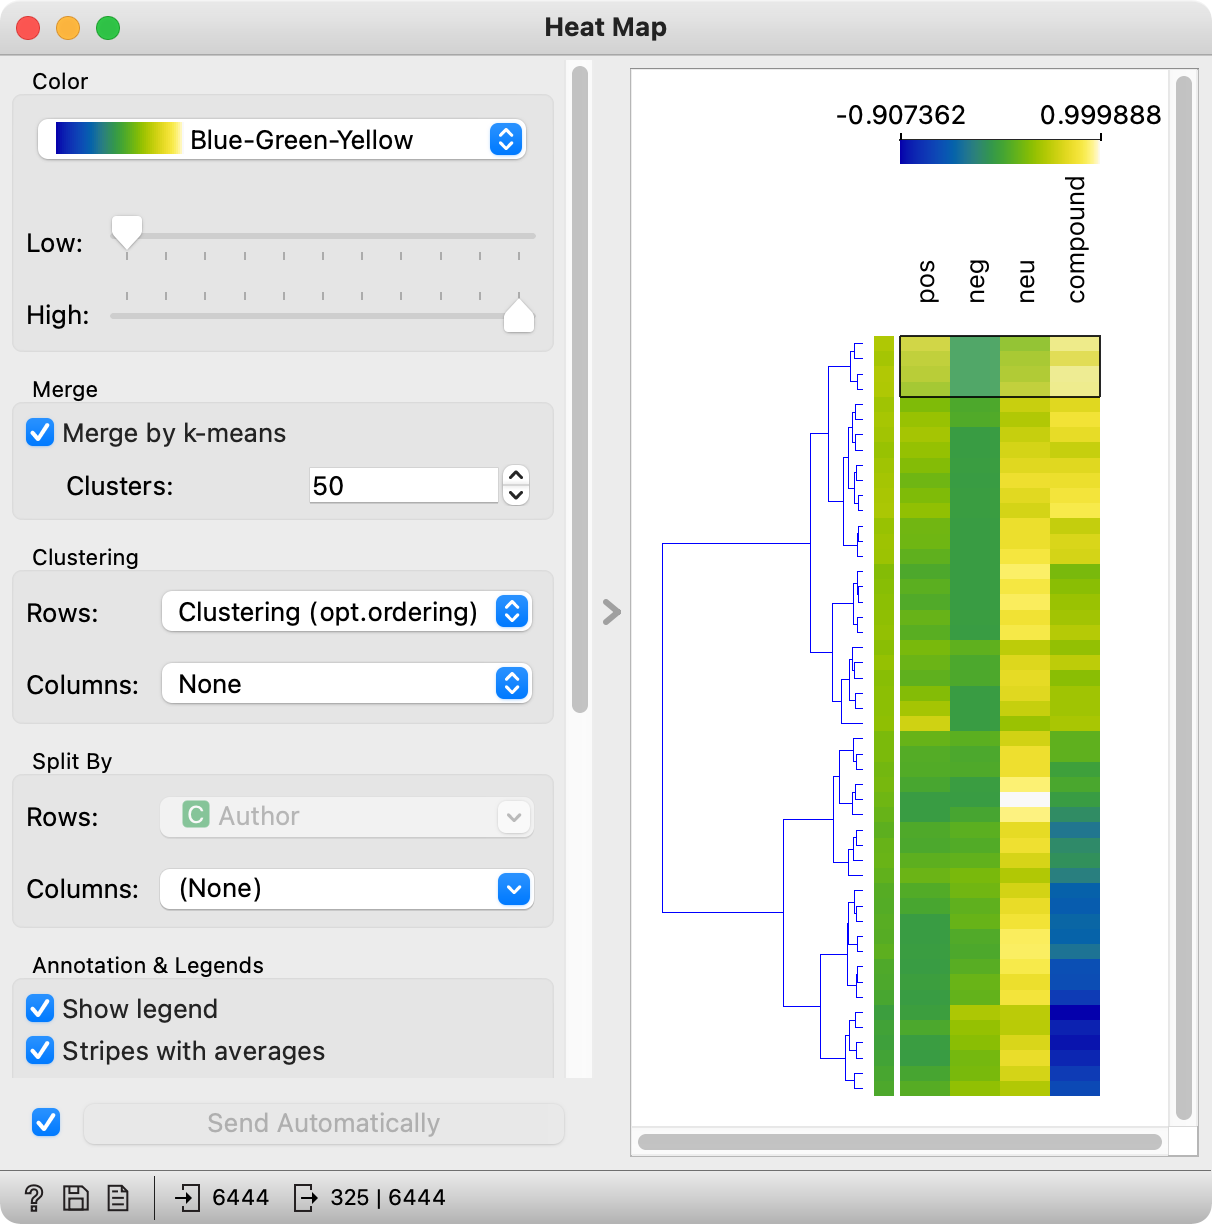 Heat Map
Color
Blue-Green-Yellow
Low:
High:
Merge
Merge by k-means
Clusters: 50
Clustering
Rows: Clustering (opt.ordering)
Columns: None
Split By
Rows: C Author
Columns: (None)
Annotation & Legends
Show legend
Stripes with averages
Send Automatically
-0.907362 0.999888
pos neg neu compound
? 6444 325 | 6444